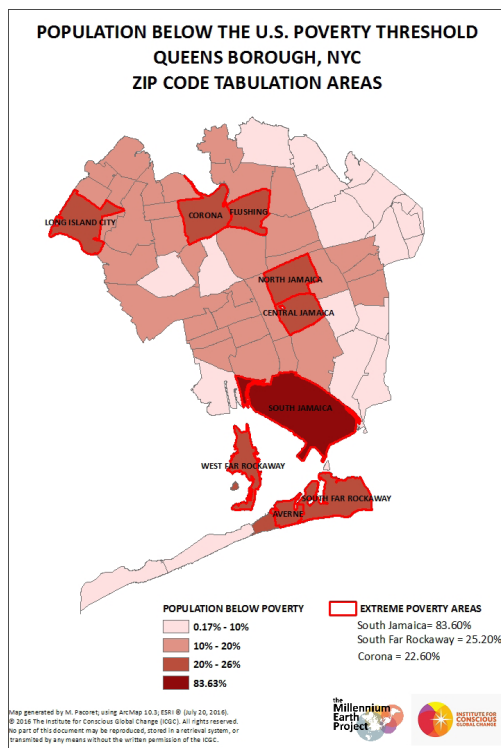 POPULATION BELOW THE U.S. POVERTY THRESHOLD
QUEENS BOROUGH, NYC
ZIP CODE TABULATION AREAS
LONG ISLAND CITY
CORONA
FLUSHING
NORTH JAMAICA
CENTRAL JAMAICA
SOUTH JAMAICA
WEST FAR ROCKAWAY
SOUTH FAR ROCKAWAY
AVERNE
POPULATION BELOW POVERTY
0.17% - 10%
10% - 20%
20% - 26%
83.63%
EXTREME POVERTY AREAS
South Jamaica= 83.60%
South Far Rockaway = 25.20%
Corona = 22.60%
Map generated by M. Pacoret; using ArcMap 10.3; ESRI ® (July 20, 2016).
© 2016 The Institute for Conscious Global Change (ICGC). All rights reserved.
No part of this document may be reproduced, stored in a retrieval system, or
transmitted by any means without the written permission of the ICGC.
the
Millennium
Earth
Project
INSTITUTE FOR
CONSCIOUS
GLOBAL CHANGE